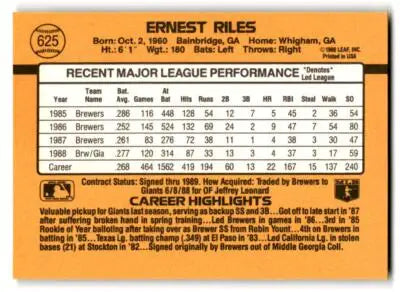 625
ERNEST RILES
Born: Oct. 2, 1960 Bainbridge, GA Home: Whigham, GA
Ht.: 6'1" Wgt.: 180 Bats: Left Throws: Right
©1988 LEAF, INC.
Printed in USA
RECENT MAJOR LEAGUE PERFORMANCE *Denotes*
Led League
Year Team Name Bat. Avg. Games At Bat Hits Runs 2B 3B HR RBI Steal Walk SO
1985 Brewers .286 116 448 128 54 12 7 5 45 2 36 54
1986 Brewers .252 145 524 132 69 24 2 9 47 7 54 80
1987 Brewers .261 83 276 72 38 11 1 4 38 3 30 47
1988 Brw/Gia .277 120 314 87 33 7 3 4 37 3 17 59
Career .268 464 1562 419 194 60 13 22 167 15 137 240
Contract Status: Signed thru 1989. How Acquired: Traded by Brewers to
Giants 6/8/88 for OF Jeffrey Leonard
CAREER HIGHLIGHTS
Valuable pickup for Giants last season, serving as backup SS and 3B...Got off to late start in '87
after suffering broken hand in spring training...Led Brewers in games in '86...3rd in '85
Rookie of Year balloting after taking over as Brewer SS from Robin Yount...4th on Brewers in
batting in '85...Texas Lg. batting champ (.349) at El Paso in '83...Led California Lg. in stolen
bases (21) at Stockton in '82...Signed originally by Brewers out of Middle Georgia Coll.